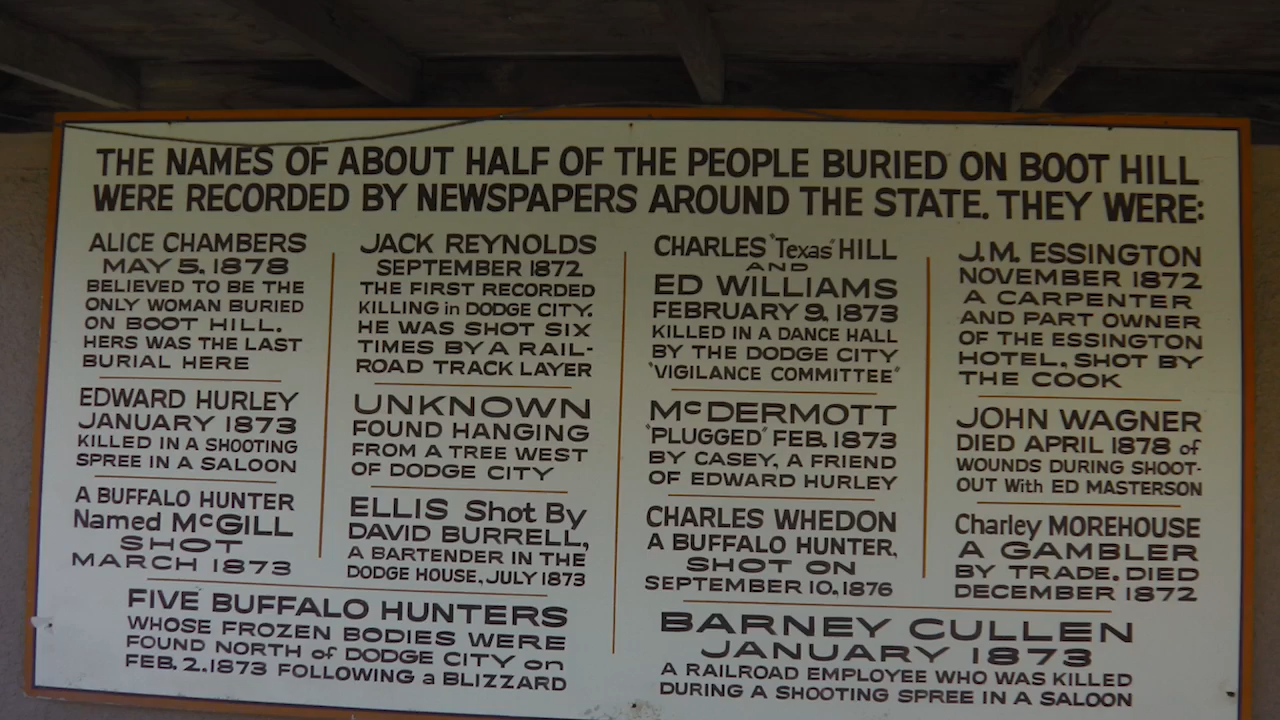 THE NAMES OF ABOUT HALF OF THE PEOPLE BURIED ON BOOT HILL
WERE RECORDED BY NEWSPAPERS AROUND THE STATE. THEY WERE:
ALICE CHAMBERS
MAY 5, 1878
BELIEVED TO BE THE
ONLY WOMAN BURIED
ON BOOT HILL.
HERS WAS THE LAST
BURIAL HERE
EDWARD HURLEY
JANUARY 1873
KILLED IN A SHOOTING
SPREE IN A SALOON
A BUFFALO HUNTER
Named McGILL
SHOT
MARCH 1873
JACK REYNOLDS
SEPTEMBER 1872
THE FIRST RECORDED
KILLING in DODGE CITY.
HE WAS SHOT SIX
TIMES BY A RAIL-
ROAD TRACK LAYER
UNKNOWN
FOUND HANGING
FROM A TREE WEST
OF DODGE CITY
ELLIS Shot By
DAVID BURRELL,
A BARTENDER IN THE
DODGE HOUSE, JULY 1873
FIVE BUFFALO HUNTERS
WHOSE FROZEN BODIES WERE
FOUND NORTH of DODGE CITY on
FEB. 2, 1873 FOLLOWING a BLIZZARD
CHARLES "Texas" HILL
AND
ED WILLIAMS
FEBRUARY 9, 1873
KILLED IN A DANCE HALL
BY THE DODGE CITY
"VIGILANCE COMMITTEE"
McDERMOTT
"PLUGGED" FEB. 1873
BY CASEY, A FRIEND
OF EDWARD HURLEY
CHARLES WHEDON
A BUFFALO HUNTER,
SHOT ON
SEPTEMBER 10, 1876
J.M. ESSINGTON
NOVEMBER 1872
A CARPENTER
AND PART OWNER
OF THE ESSINGTON
HOTEL, SHOT BY
THE COOK
JOHN WAGNER
DIED APRIL 1878 of
WOUNDS DURING SHOOT-
OUT With ED MASTERSON
Charley MOREHOUSE
A GAMBLER
BY TRADE. DIED
DECEMBER 1872
BARNEY CULLEN
JANUARY 1873
A RAILROAD EMPLOYEE WHO WAS KILLED
DURING A SHOOTING SPREE IN A SALOON